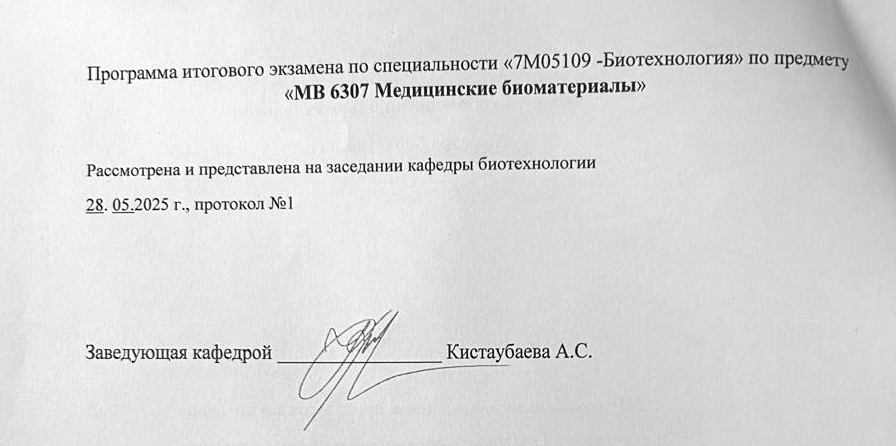 Программа итогового экзамена по специальности «7М05109 -Биотехнология» по предмету
«МВ 6307 Медицинские биоматериалы»
Рассмотрена и представлена на заседании кафедры биотехнологии
28. 05.2025 г., протокол №1
Заведующая кафедрой _________________ Кистаубаева А.С.